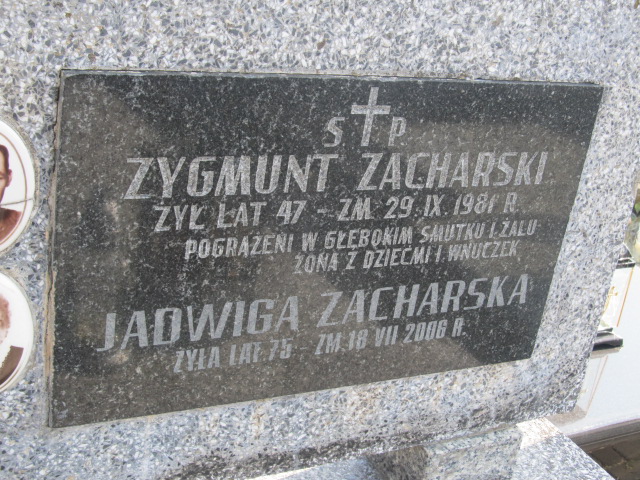 Ś P
ZYGMUNT ZACHARSKI
ŻYŁ LAT 47 - ZM. 29.IX.1981 R.
POGRĄŻENI W GŁĘBOKIM SMUTKU I ŻALU
ŻONA Z DZIEĆMI I WNUCZEK
JADWIGA ZACHARSKA
ŻYŁA LAT 75 - ZM 18 VII 2006 R.